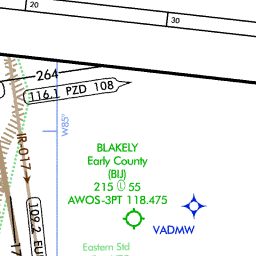 20
30
264
116.1 PZD 108
W85°
IR-017
109.2 EU
17
BLAKELY
Early County
(BIJ)
215 Ⓛ 55
AWOS-3PT 118.475
VADMW
Eastern Std